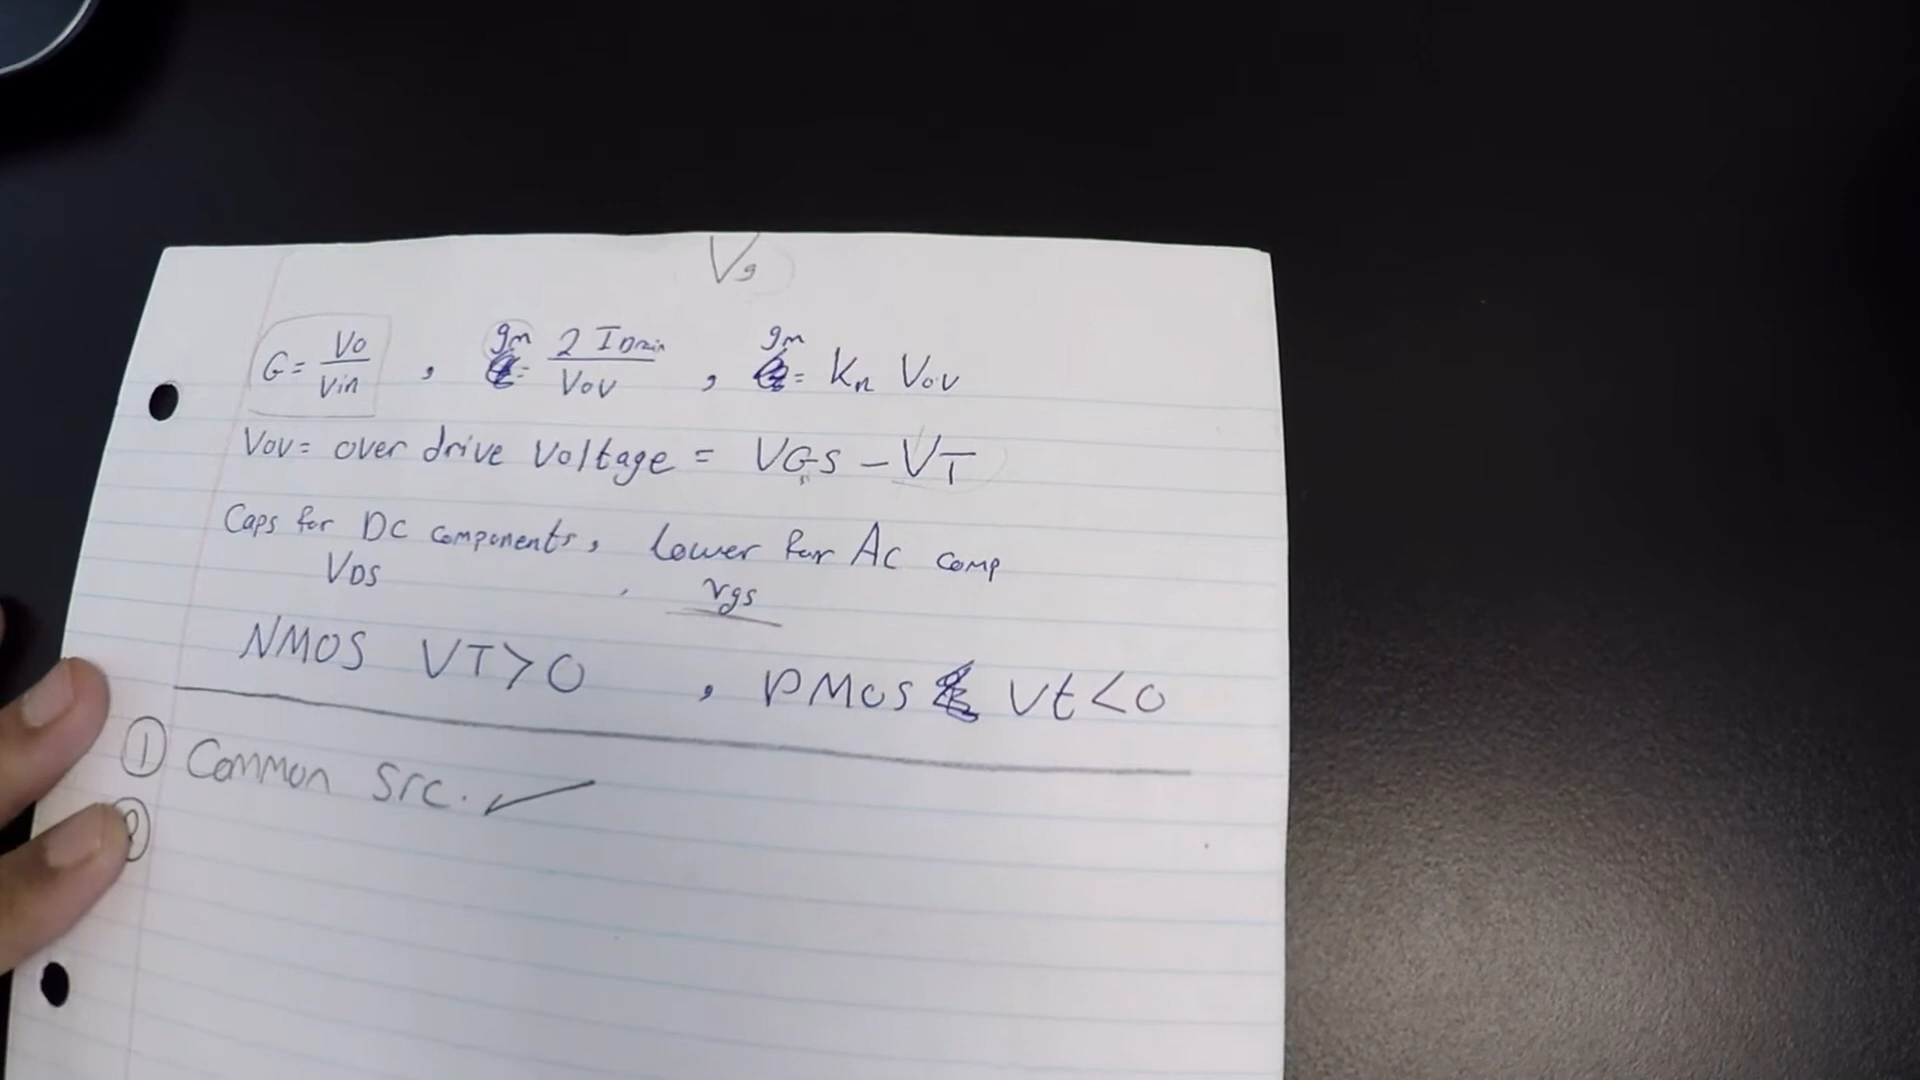 Vg
G = Vo/Vin , gm = 2 IDrain/Vov , gm = Kn Vov
Vov = over drive Voltage = VGS - VT
Caps for DC components, lower for AC comp
VDS , vgs
NMOS VT>0 , PMOS Vt<0
① Common Src. ✓
②